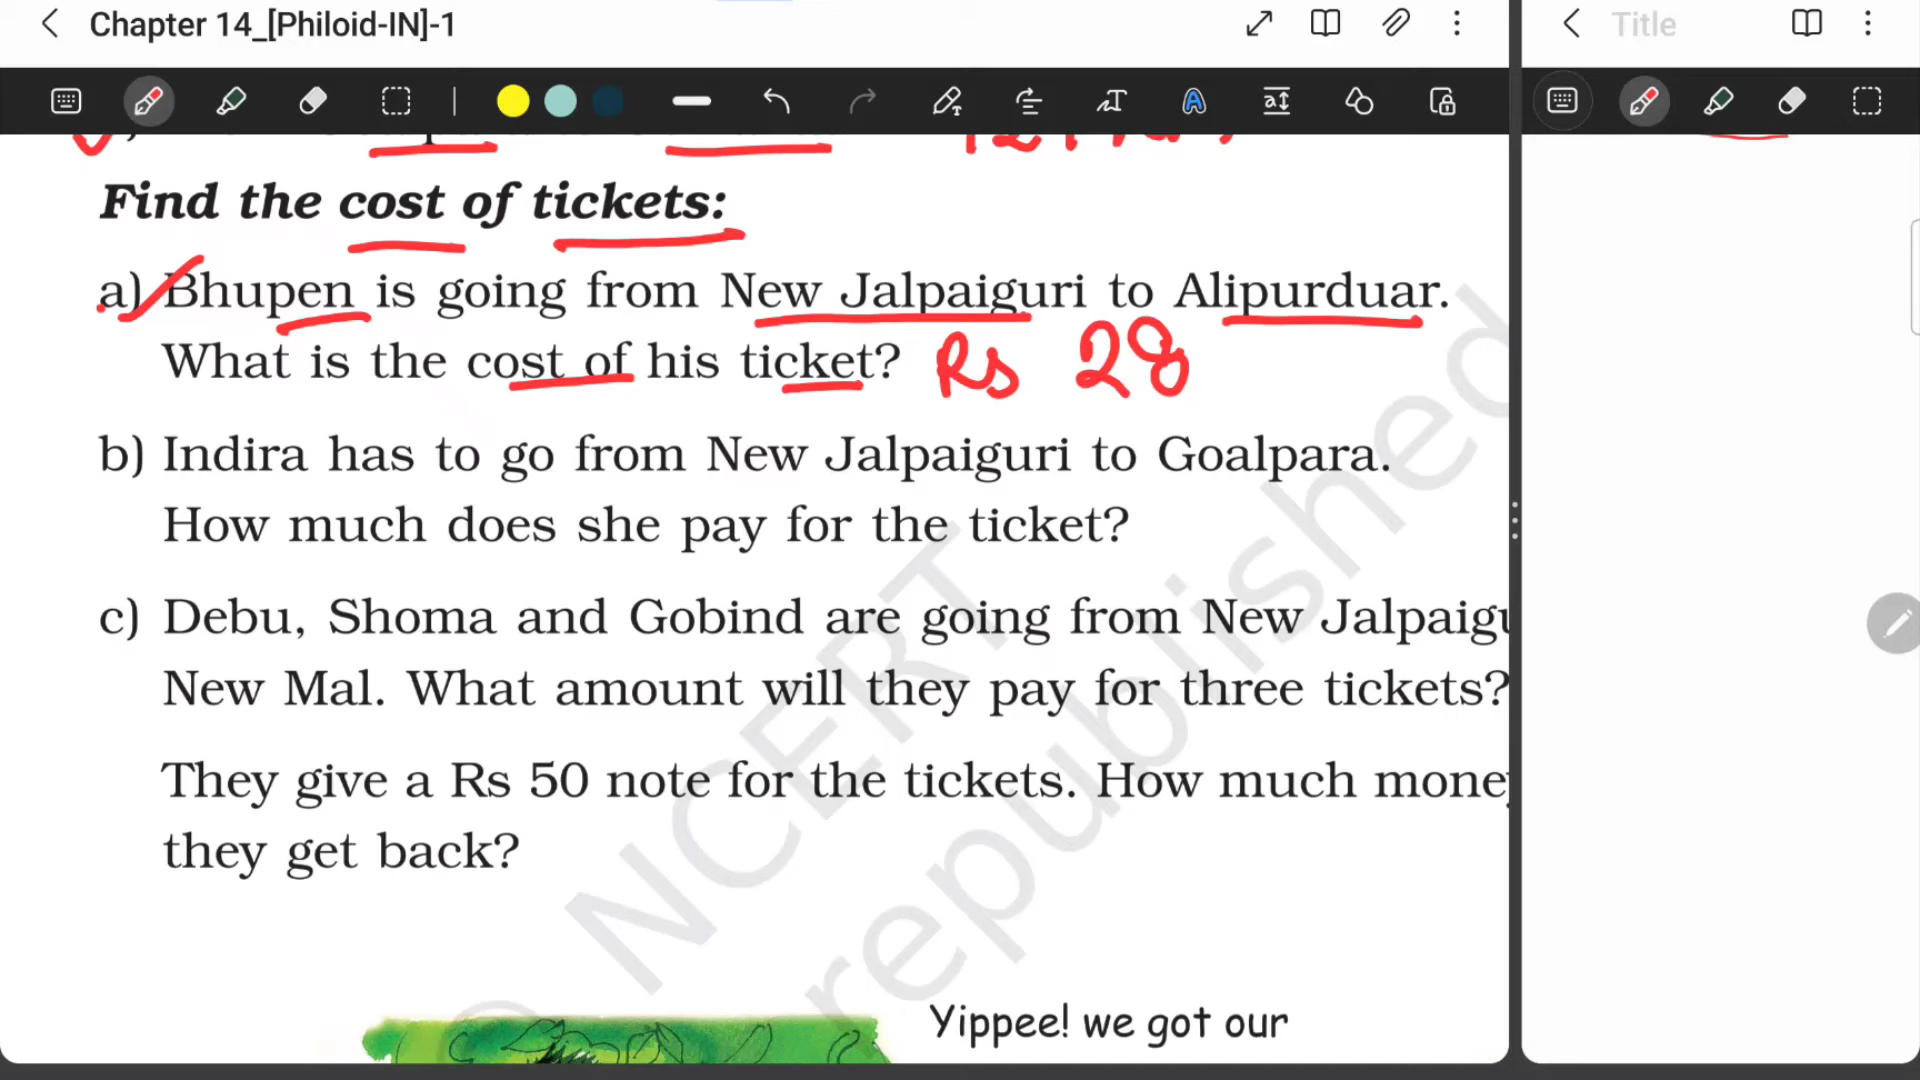 Chapter 14_[Philoid-IN]-1
Title
Find the cost of tickets:
a) Bhupen is going from New Jalpaiguri to Alipurduar.
What is the cost of his ticket? Rs 28
b) Indira has to go from New Jalpaiguri to Goalpara.
How much does she pay for the ticket?
c) Debu, Shoma and Gobind are going from New Jalpaigu
New Mal. What amount will they pay for three tickets?
They give a Rs 50 note for the tickets. How much money
they get back?
© NCERT
republished
Yippee! we got our